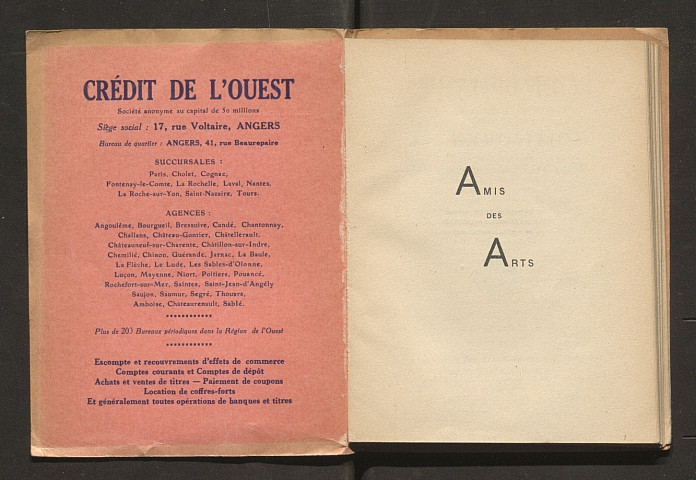 CRÉDIT DE L'OUEST
Société anonyme au capital de 50 millions
Siège social : 17, rue Voltaire, ANGERS
Bureau de quartier : ANGERS, 41, rue Beaurepaire
SUCCURSALES :
Paris, Cholet, Cognac,
Fontenay-le-Comte, La Rochelle, Laval, Nantes,
La Roche-sur-Yon, Saint-Nazaire, Tours.
AGENCES :
Angoulême, Bourgueil, Bressuire, Candé, Chantonnay,
Challans, Château-Gontier, Châtellerault,
Châteauneuf-sur-Charente, Châtillon-sur-Indre,
Chemillé, Chinon, Guérande, Jarnac, La Baule,
La Flèche, Le Lude, Les Sables-d'Olonne,
Luçon, Mayenne, Niort, Poitiers, Pouancé,
Rochefort-sur-Mer, Saintes, Saint-Jean-d'Angély
Saujon, Saumur, Segré, Thouars,
Amboise, Châteaurenault, Sablé.
Plus de 200 Bureaux périodiques dans la Région de l'Ouest
Escompte et recouvrements d'effets de commerce
Comptes courants et Comptes de dépôt
Achats et ventes de titres — Paiement de coupons
Location de coffres-forts
Et généralement toutes opérations de banques et titres
AMIS
DES
ARTS